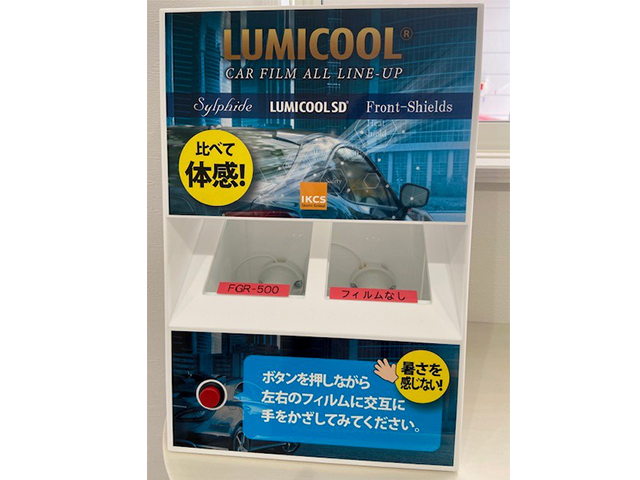 LUMICOOL®
CAR FILM ALL LINE-UP
Sylphide LUMICOOL SD® Front-Shields
Heat
shield
比べて
体感!
IKCS
FGR-500
フィルムなし
ボタンを押しながら
左右のフィルムに交互に
手をかざしてみてください。
暑さを
感じない!